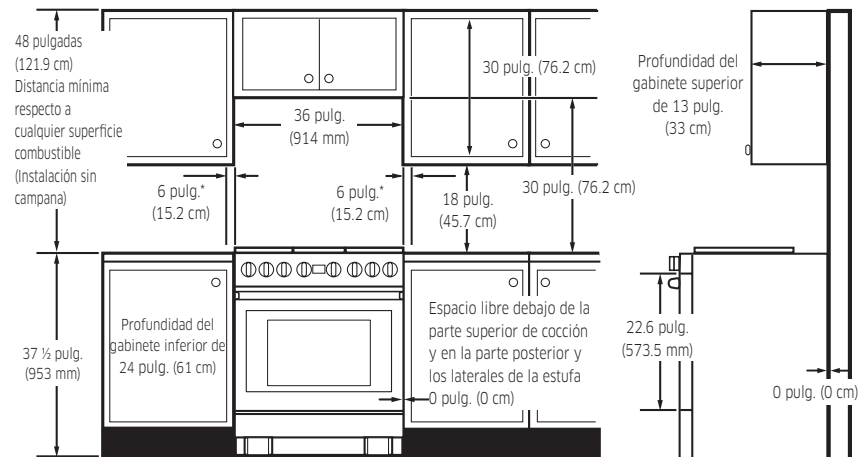 48 pulgadas
(121.9 cm)
Distancia mínima
respecto a
cualquier superficie
combustible
(Instalación sin
campana)
30 pulg. (76.2 cm)
36 pulg.
(914 mm)
6 pulg.*
(15.2 cm)
6 pulg.*
(15.2 cm)
18 pulg.
(45.7 cm)
30 pulg. (76.2 cm)
Profundidad del
gabinete superior
de 13 pulg.
(33 cm)
37 ½ pulg.
(953 mm)
Profundidad del
gabinete inferior de
24 pulg. (61 cm)
Espacio libre debajo de la
parte superior de cocción
y en la parte posterior y
los laterales de la estufa
0 pulg. (0 cm)
22.6 pulg.
(573.5 mm)
0 pulg. (0 cm)